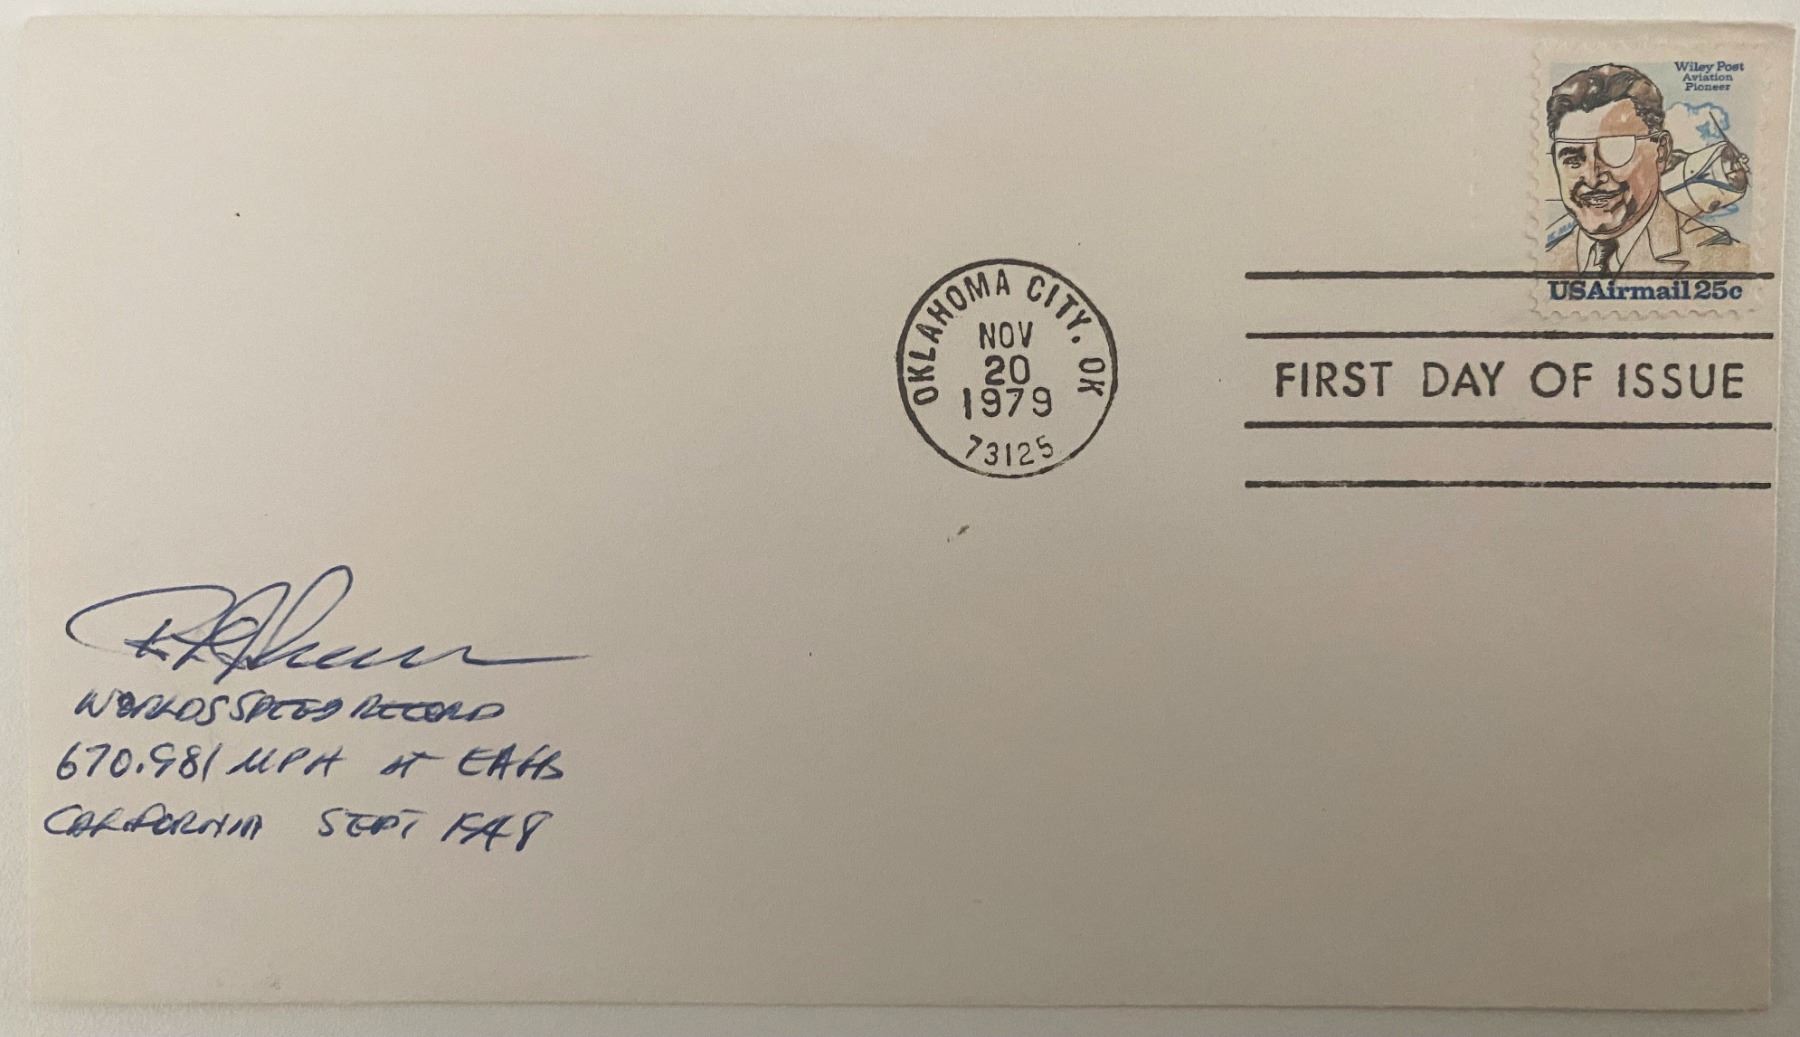 Wiley Post
Aviation
Pioneer
USAirmail 25c
OKLAHOMA CITY, OK
NOV
20
1979
73125
FIRST DAY OF ISSUE
WORLDS SPEED RECORD
670.981 MPH at EAFB
CALIFORNIA SEPT 1948